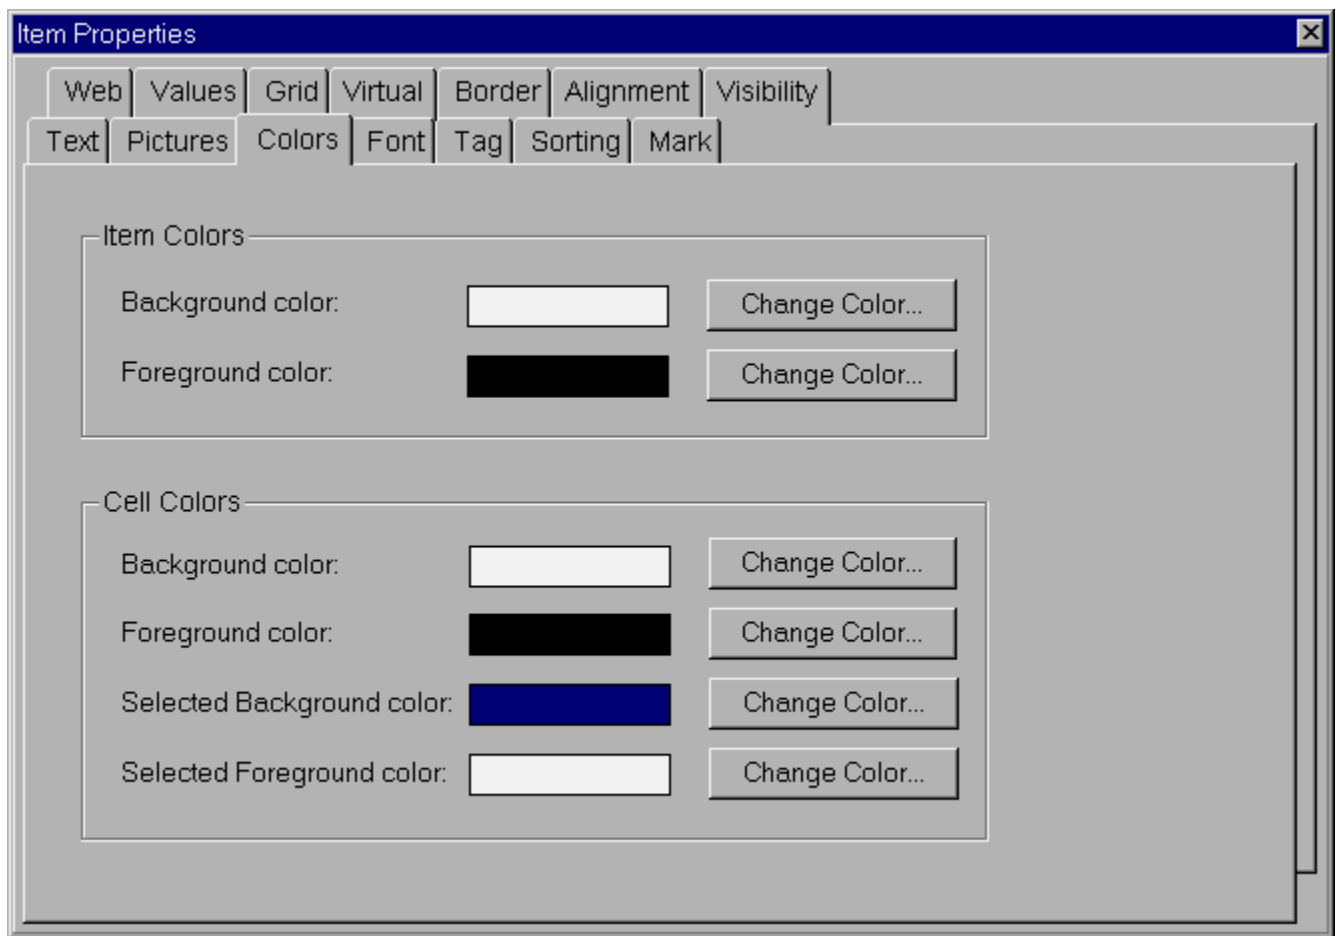 Item Properties
Web Values Grid Virtual Border Alignment Visibility
Text Pictures Colors Font Tag Sorting Mark
Item Colors
Background color: Change Color...
Foreground color: Change Color...
Cell Colors
Background color: Change Color...
Foreground color: Change Color...
Selected Background color: Change Color...
Selected Foreground color: Change Color...